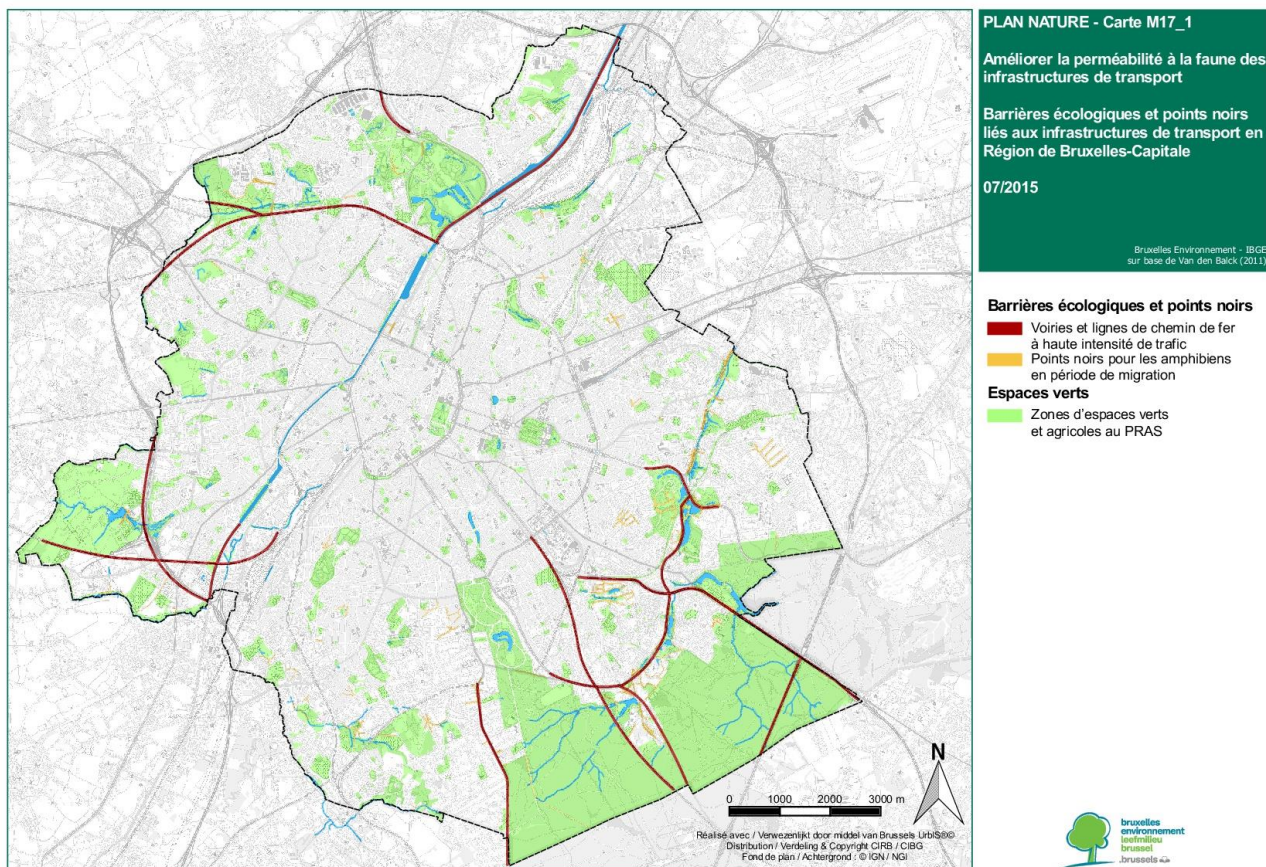 PLAN NATURE - Carte M17_1
Améliorer la perméabilité à la faune des
infrastructures de transport
Barrières écologiques et points noirs
liés aux infrastructures de transport en
Région de Bruxelles-Capitale
07/2015
Bruxelles Environnement - IBGE
sur base de Van den Balck (2011)
Barrières écologiques et points noirs
Voiries et lignes de chemin de fer
à haute intensité de trafic
Points noirs pour les amphibiens
en période de migration
Espaces verts
Zones d'espaces verts
et agricoles au PRAS
N
0 1000 2000 3000 m
Réalisé avec / Verwezenlijkt door middel van Brussels UrbIS®©
Distribution / Verdeling & Copyright CIRB / CIBG
Fond de plan / Achtergrond : © IGN / NGI
bruxelles
environnement
leefmilieu
brussel
.brussels